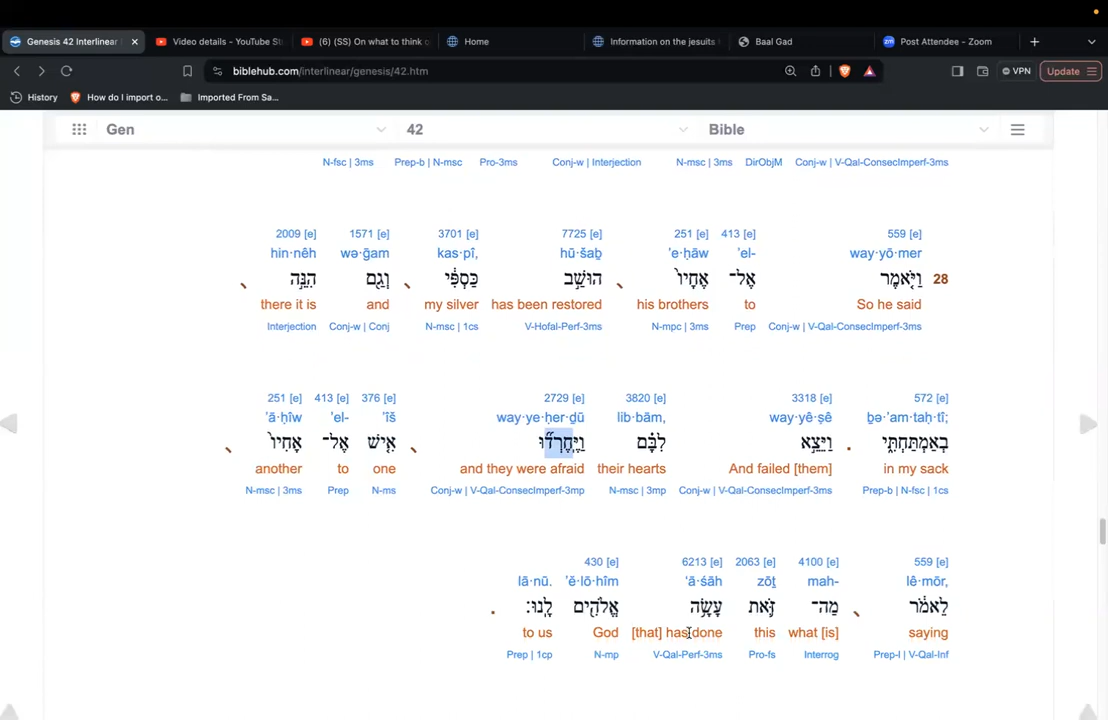 Genesis 42 Interlinear
Video details - YouTube St
(6) (SS) On what to think o
Home
Information on the jesuits
Baal Gad
Post Attendee - Zoom
biblehub.com/interlinear/genesis/42.htm
VPN
Update
History
How do I import o...
Imported From Sa...
Gen 42 Bible
N-fsc | 3ms Prep-b | N-msc Pro-3ms Conj-w | Interjection N-msc | 3ms DirObjM Conj-w | V-Qal-ConsecImperf-3ms
2009 [e] 1571 [e] 3701 [e] 7725 [e] 251 [e] 413 [e] 559 [e]
hin·nêh wə·ḡam kas·pî, hū·šaḇ 'e·ḥāw 'el- way·yō·mer
28 וַיֹּ֤אמֶר אֶל־ אֶחָיו֙ 、 הוּשַׁ֣ב כַּסְפִּ֔י 、 וְגַ֖ם הִנֵּ֣ה 、
there it is and my silver has been restored his brothers to So he said
Interjection Conj-w | Conj N-msc | 1cs V-Hofal-Perf-3ms N-mpc | 3ms Prep Conj-w | V-Qal-ConsecImperf-3ms
251 [e] 413 [e] 376 [e] 2729 [e] 3820 [e] 3318 [e] 572 [e]
'ā·ḥîw 'el- 'îš way·ye·ḥer·ḏū lib·bām, way·yê·ṣê ḇə·'am·taḥ·tî;
בְאַמְתַּחְתִּ֑י . וַיֵּצֵ֣א לִבָּ֗ם וַיֶּֽחֶרְד֞וּ 、 אִ֤ישׁ אֶל־ אָחִיו֙ 、
another to one and they were afraid their hearts And failed [them] in my sack
N-msc | 3ms Prep N-ms Conj-w | V-Qal-ConsecImperf-3mp N-msc | 3mp Conj-w | V-Qal-ConsecImperf-3ms Prep-b | N-fsc | 1cs
430 [e] 6213 [e] 2063 [e] 4100 [e] 559 [e]
lā·nū. 'ĕ·lō·hîm 'ā·śāh zōṯ mah- lê·mōr,
לֵאמֹ֔ר 、 מַה־ זֹּ֛את עָשָׂ֥ה אֱלֹהִ֖ים לָֽנוּ׃ .
to us God [that] has done this what [is] saying
Prep | 1cp N-mp V-Qal-Perf-3ms Pro-fs Interrog Prep-l | V-Qal-Inf